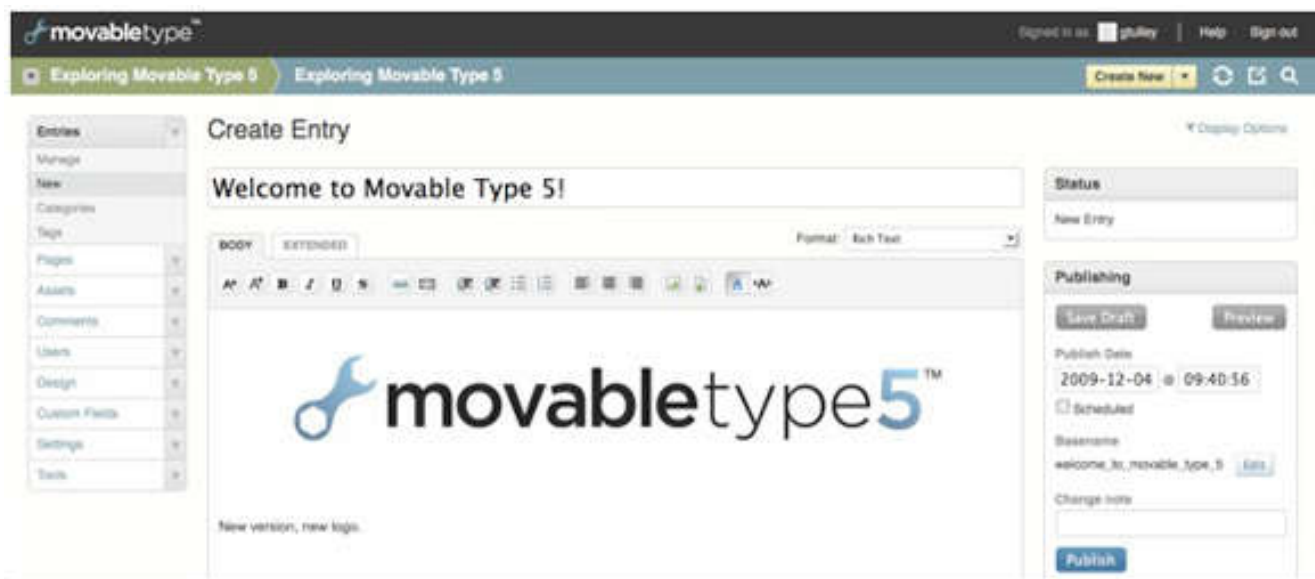 movabletype™
Signed in as gtulley | Help Sign out
Exploring Movable Type 5
Exploring Movable Type 5
Create New
Entries
Manage
New
Categories
Tags
Pages
Assets
Comments
Users
Design
Custom Fields
Settings
Tools
Create Entry
Display Options
Welcome to Movable Type 5!
BODY
EXTENDED
Format: Rich Text
movabletype5™
New version, new logo.
Status
New Entry
Publishing
Save Draft
Preview
Publish Date
2009-12-04 @ 09:40:56
Scheduled
Basename
welcome_to_movable_type_5 Edit
Change note
Publish